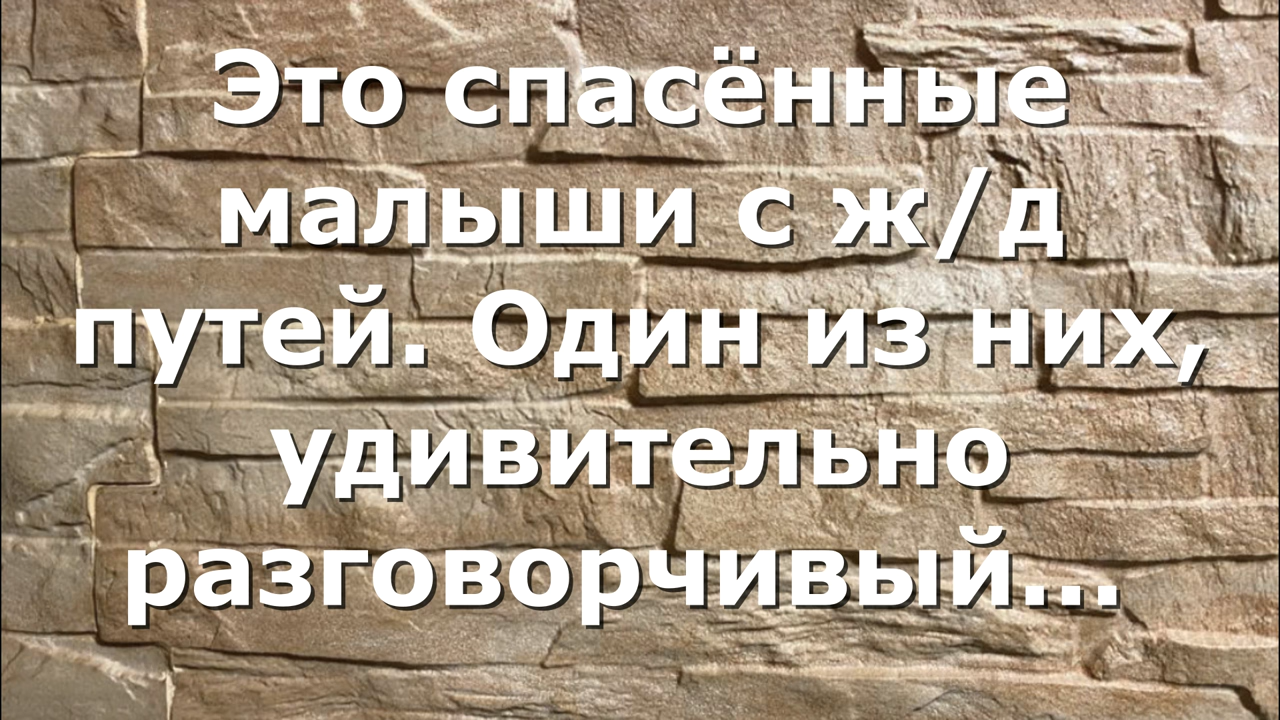 Это спасённые
малыши с ж/д
путей. Один из них,
удивительно
разговорчивый...